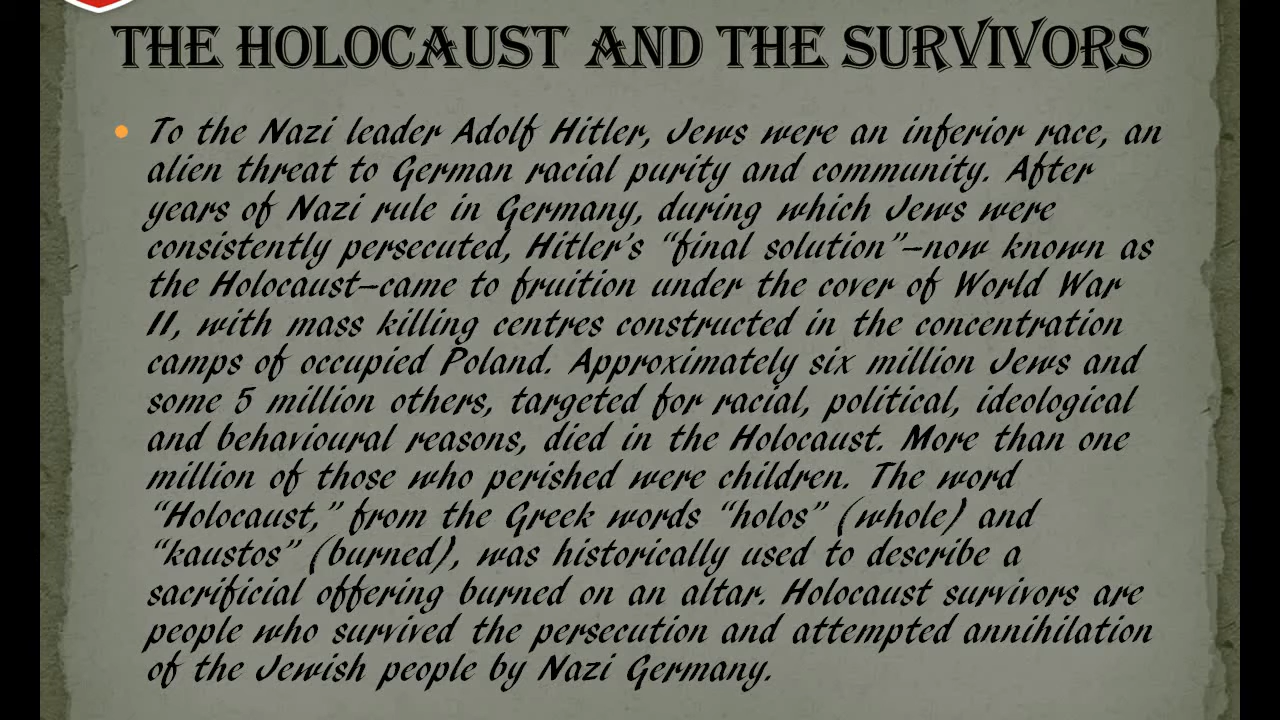 THE HOLOCAUST AND THE SURVIVORS
• To the Nazi leader Adolf Hitler, Jews were an inferior race, an
alien threat to German racial purity and community. After
years of Nazi rule in Germany, during which Jews were
consistently persecuted, Hitler’s “final solution”–now known as
the Holocaust–came to fruition under the cover of World War
II, with mass killing centres constructed in the concentration
camps of occupied Poland. Approximately six million Jews and
some 5 million others, targeted for racial, political, ideological
and behavioural reasons, died in the Holocaust. More than one
million of those who perished were children. The word
“Holocaust,” from the Greek words “holos” (whole) and
“kaustos” (burned), was historically used to describe a
sacrificial offering burned on an altar. Holocaust survivors are
people who survived the persecution and attempted annihilation
of the Jewish people by Nazi Germany.